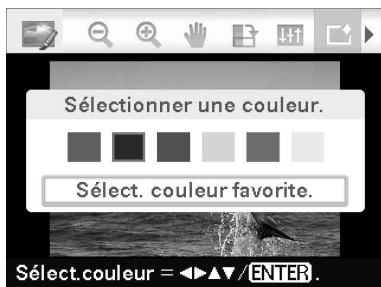 Sélectionner une couleur.
Sélect. couleur favorite.
Sélect.couleur = ◄►▲▼/ENTER.